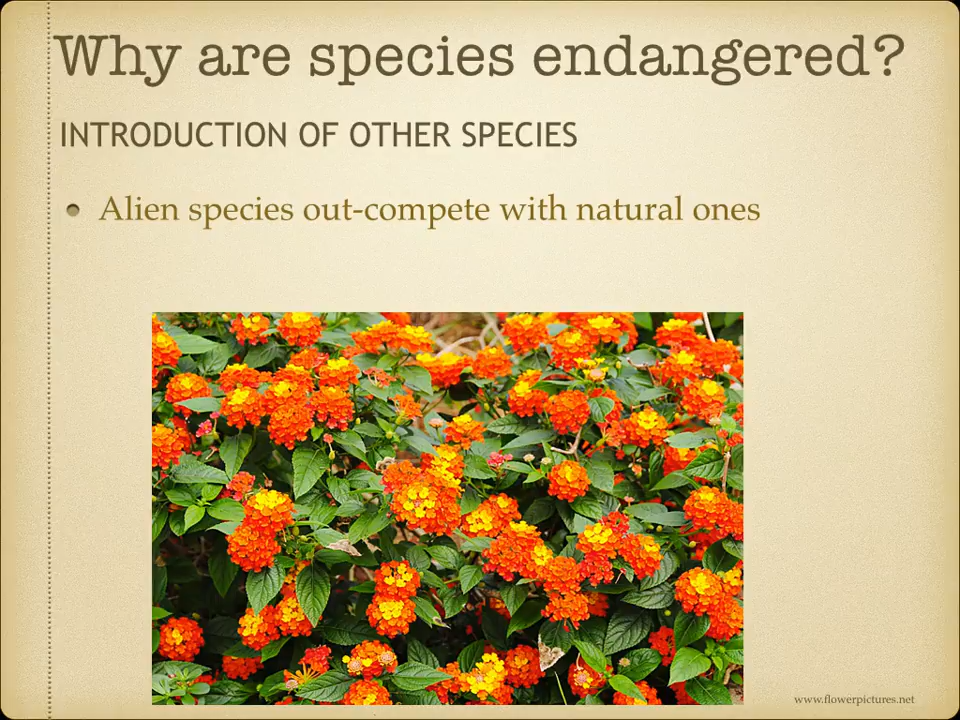 Why are species endangered?
INTRODUCTION OF OTHER SPECIES
Alien species out-compete with natural ones
www.flowerpictures.net